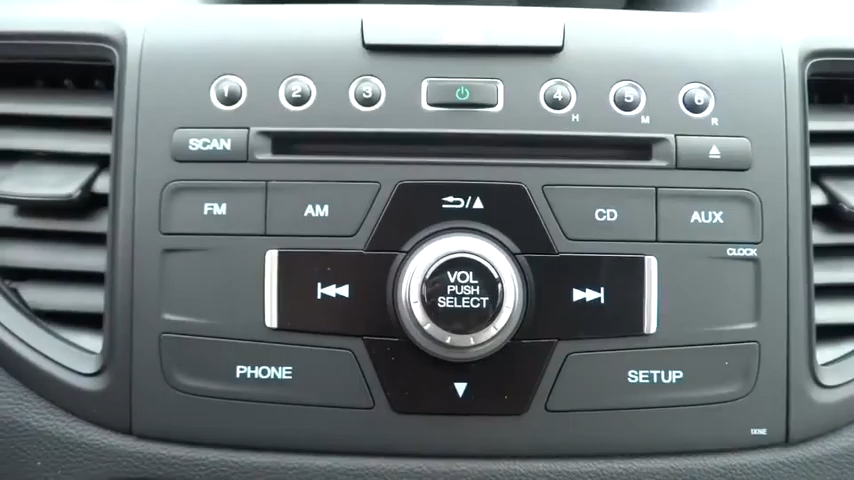 1 2 3 4 5 6
H M R
SCAN
FM AM / CD AUX
CLOCK
VOL
PUSH
SELECT
PHONE SETUP